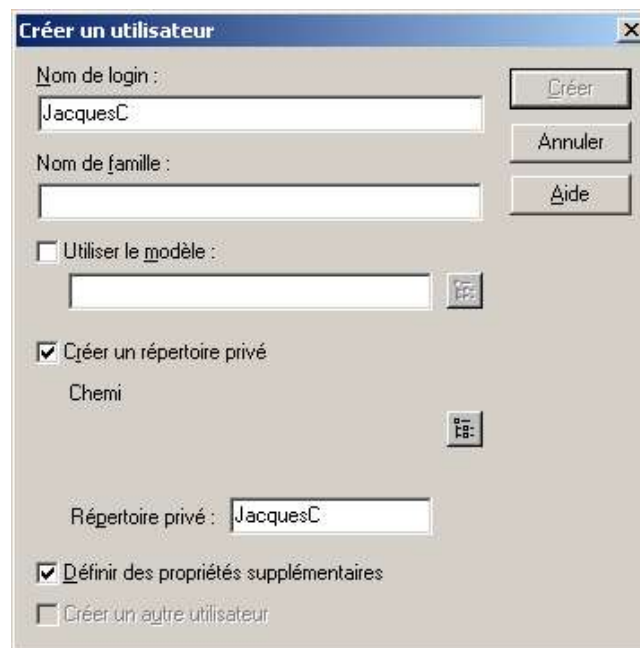 Créer un utilisateur
Nom de login :
Créer
JacquesC
Annuler
Nom de famille :
Aide
Utiliser le modèle :
Créer un répertoire privé
Chemi
Répertoire privé : JacquesC
Définir des propriétés supplémentaires
Créer un autre utilisateur